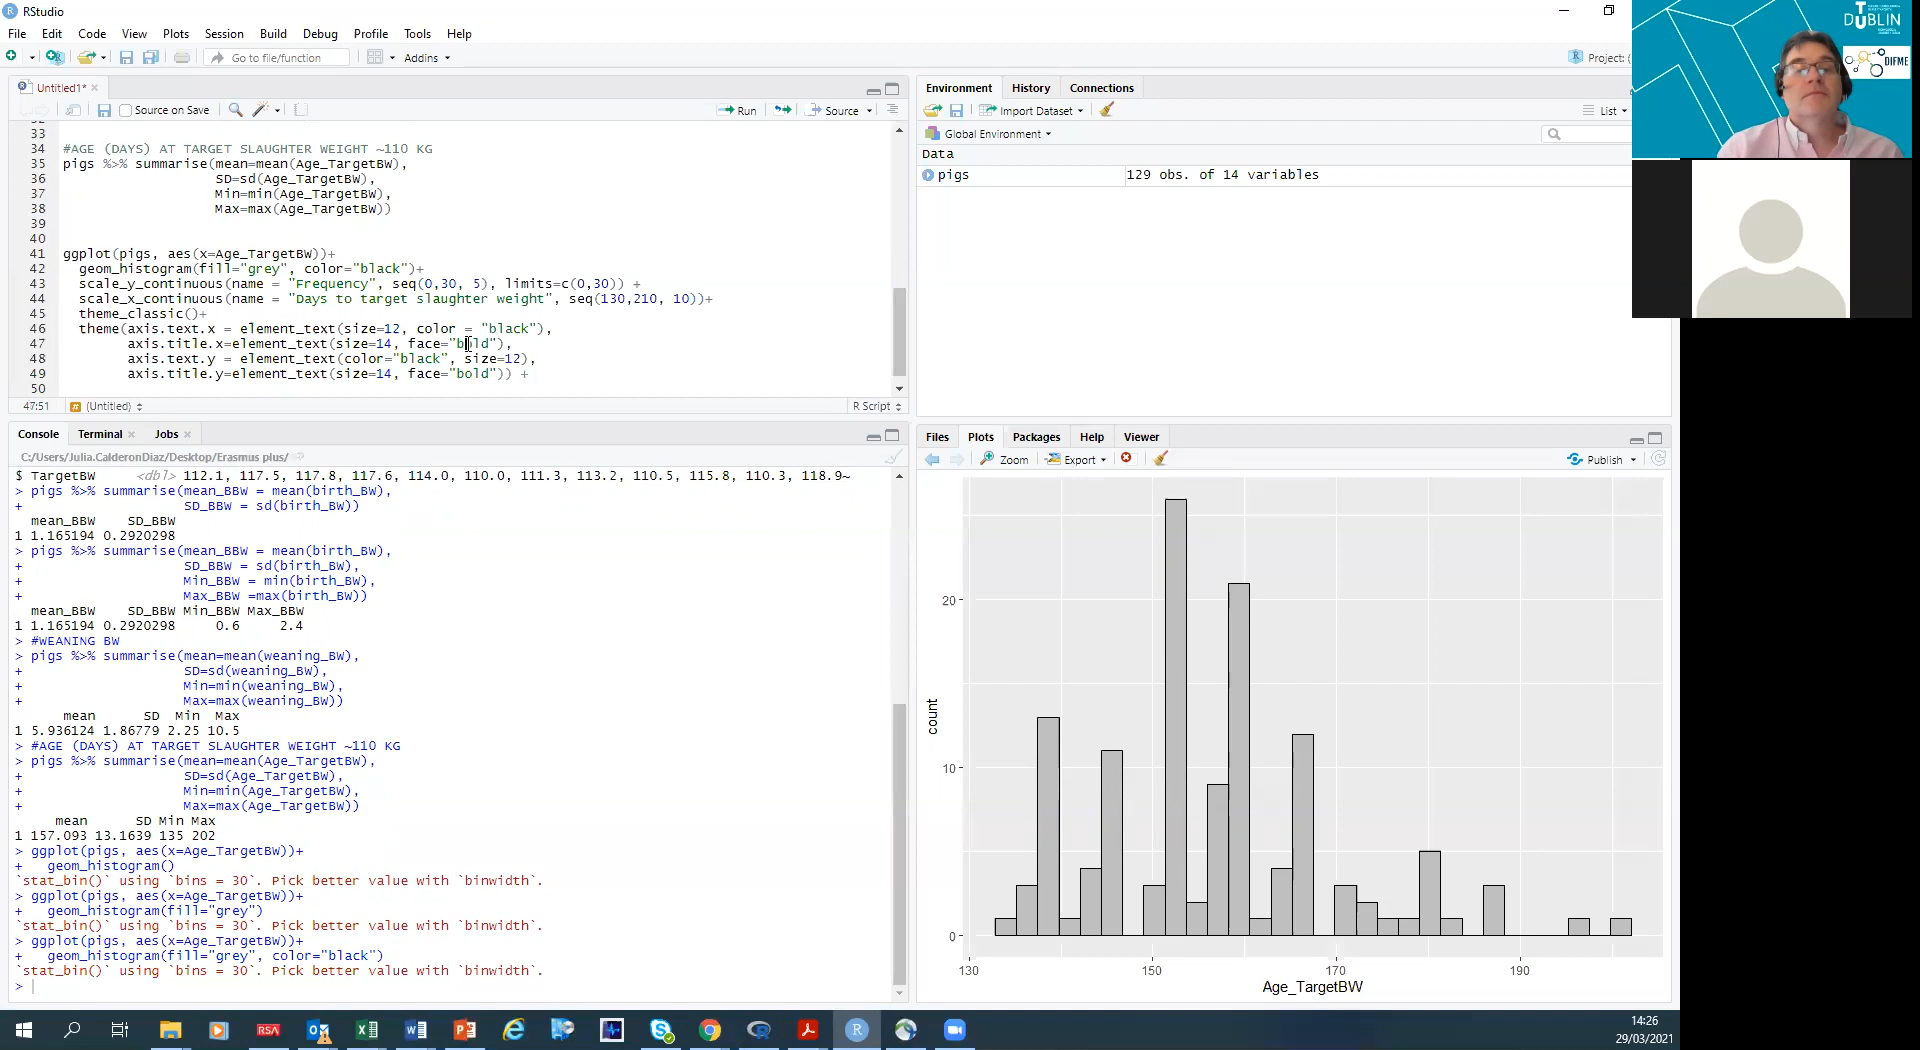 RStudio
File Edit Code View Plots Session Build Debug Profile Tools Help
Go to file/function Addins Project: (
Untitled1*
Source on Save Run Source
33
34 #AGE (DAYS) AT TARGET SLAUGHTER WEIGHT ~110 KG
35 pigs %>% summarise(mean=mean(Age_TargetBW),
36 SD=sd(Age_TargetBW),
37 Min=min(Age_TargetBW),
38 Max=max(Age_TargetBW))
39
40
41 ggplot(pigs, aes(x=Age_TargetBW))+
42 geom_histogram(fill="grey", color="black")+
43 scale_y_continuous(name = "Frequency", seq(0,30, 5), limits=c(0,30)) +
44 scale_x_continuous(name = "Days to target slaughter weight", seq(130,210, 10))+
45 theme_classic()+
46 theme(axis.text.x = element_text(size=12, color = "black"),
47 axis.title.x=element_text(size=14, face="bold"),
48 axis.text.y = element_text(color="black", size=12),
49 axis.title.y=element_text(size=14, face="bold")) +
50
47:51 (Untitled) R Script
Console Terminal Jobs
C:/Users/Julia.CalderonDiaz/Desktop/Erasmus plus/
$ TargetBW <dbl> 112.1, 117.5, 117.8, 117.6, 114.0, 110.0, 111.3, 113.2, 110.5, 115.8, 110.3, 118.9~
> pigs %>% summarise(mean_BBW = mean(birth_BW),
+ SD_BBW = sd(birth_BW))
mean_BBW SD_BBW
1 1.165194 0.2920298
> pigs %>% summarise(mean_BBW = mean(birth_BW),
+ SD_BBW = sd(birth_BW),
+ Min_BBW = min(birth_BW),
+ Max_BBW =max(birth_BW))
mean_BBW SD_BBW Min_BBW Max_BBW
1 1.165194 0.2920298 0.6 2.4
> #WEANING BW
> pigs %>% summarise(mean=mean(weaning_BW),
+ SD=sd(weaning_BW),
+ Min=min(weaning_BW),
+ Max=max(weaning_BW))
mean SD Min Max
1 5.936124 1.86779 2.25 10.5
> #AGE (DAYS) AT TARGET SLAUGHTER WEIGHT ~110 KG
> pigs %>% summarise(mean=mean(Age_TargetBW),
+ SD=sd(Age_TargetBW),
+ Min=min(Age_TargetBW),
+ Max=max(Age_TargetBW))
mean SD Min Max
1 157.093 13.1639 135 202
> ggplot(pigs, aes(x=Age_TargetBW))+
+ geom_histogram()
`stat_bin()` using `bins = 30`. Pick better value with `binwidth`.
> ggplot(pigs, aes(x=Age_TargetBW))+
+ geom_histogram(fill="grey")
`stat_bin()` using `bins = 30`. Pick better value with `binwidth`.
> ggplot(pigs, aes(x=Age_TargetBW))+
+ geom_histogram(fill="grey", color="black")
`stat_bin()` using `bins = 30`. Pick better value with `binwidth`.
>
Environment History Connections
Import Dataset List
Global Environment
Data
pigs 129 obs. of 14 variables
Files Plots Packages Help Viewer
Zoom Export Publish
count
20
10
0
130 150 170 190
Age_TargetBW
DUBLIN
DIFME
RSA
14:26
29/03/2021